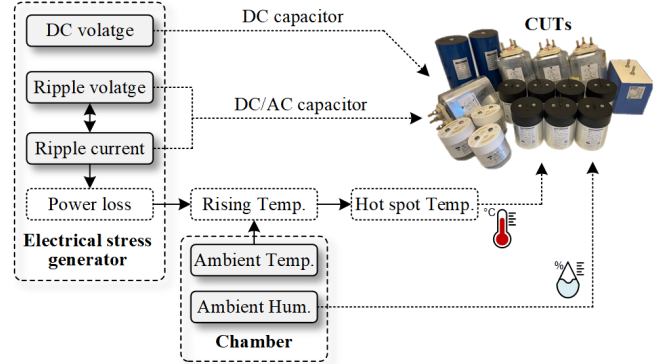 DC volatge
DC capacitor
CUTs
Ripple volatge
DC/AC capacitor
Ripple current
Power loss
Rising Temp.
Hot spot Temp.
°C
Electrical stress
generator
Ambient Temp.
%
Ambient Hum.
Chamber